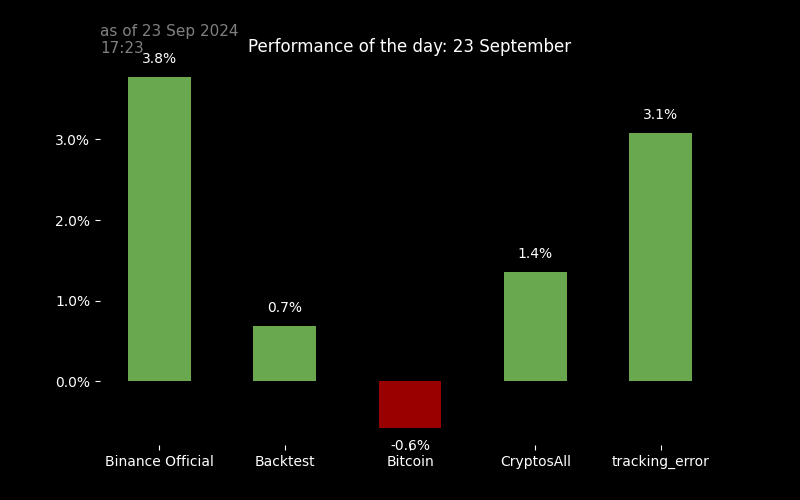 as of 23 Sep 2024
17:23
Performance of the day: 23 September
3.8%
3.1%
3.0%
2.0%
1.4%
1.0%
0.7%
0.0%
-0.6%
Binance Official
Backtest
Bitcoin
CryptosAll
tracking_error